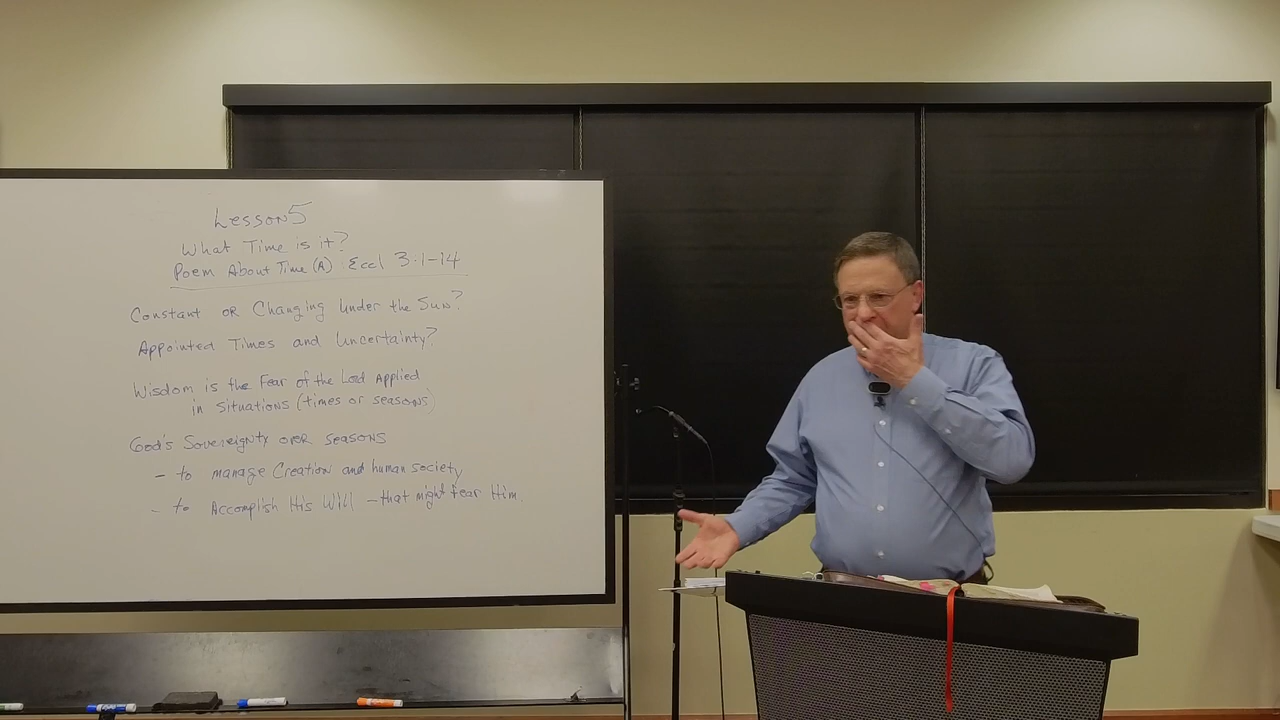 Lesson 5
What Time is it?
Poem About Time (A) : Eccl 3:1-14
Constant or Changing Under the Sun?
Appointed Times and Uncertainty?
Wisdom is the Fear of the Lord Applied
in Situations (times or seasons)
God's Sovereignty over seasons
- to manage Creation and human society
- to Accomplish His Will - that might fear Him.